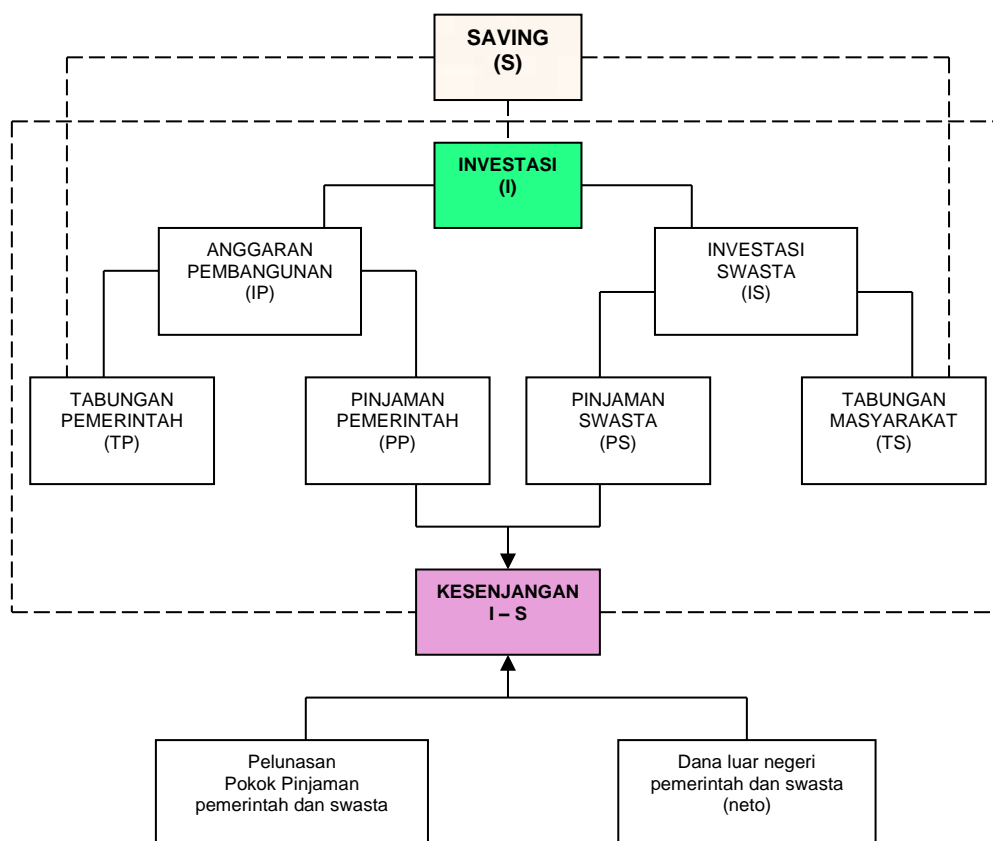 SAVING
(S)
INVESTASI
(I)
ANGGARAN
PEMBANGUNAN
(IP)
INVESTASI
SWASTA
(IS)
TABUNGAN
PEMERINTAH
(TP)
PINJAMAN
PEMERINTAH
(PP)
PINJAMAN
SWASTA
(PS)
TABUNGAN
MASYARAKAT
(TS)
KESENJANGAN
I – S
Pelunasan
Pokok Pinjaman
pemerintah dan swasta
Dana luar negeri
pemerintah dan swasta
(neto)